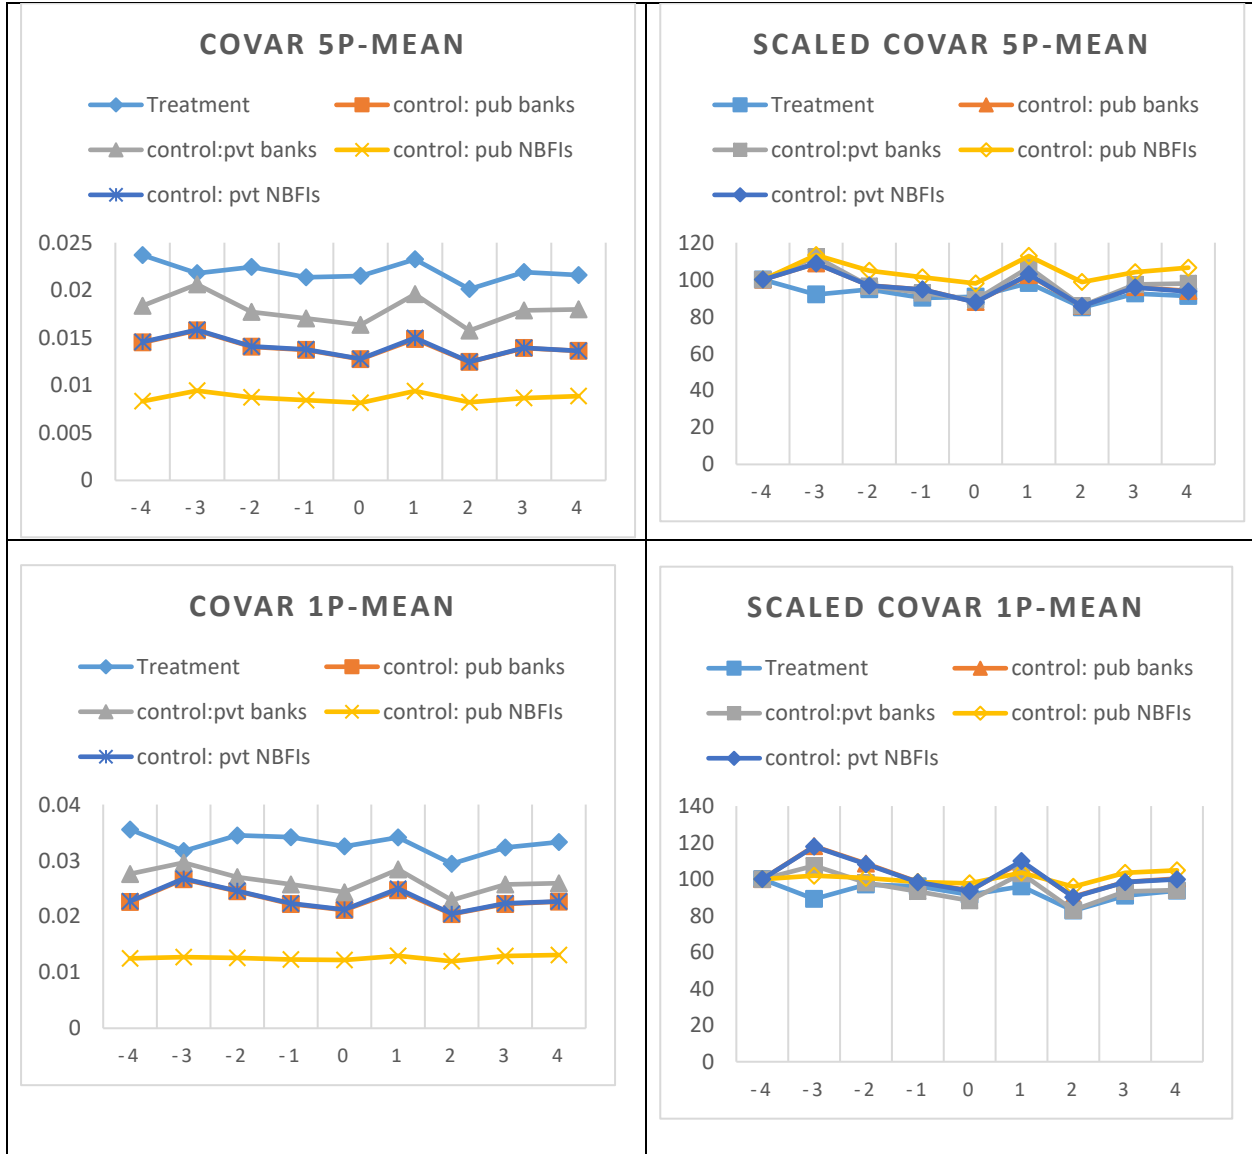 COVAR 5P-MEAN
Treatment control: pub banks
control:pvt banks control: pub NBFIs
control: pvt NBFIs
0.025
0.02
0.015
0.01
0.005
0
-4 -3 -2 -1 0 1 2 3 4
SCALED COVAR 5P-MEAN
Treatment control: pub banks
control:pvt banks control: pub NBFIs
control: pvt NBFIs
120
100
80
60
40
20
0
-4 -3 -2 -1 0 1 2 3 4
COVAR 1P-MEAN
Treatment control: pub banks
control:pvt banks control: pub NBFIs
control: pvt NBFIs
0.04
0.03
0.02
0.01
0
-4 -3 -2 -1 0 1 2 3 4
SCALED COVAR 1P-MEAN
Treatment control: pub banks
control:pvt banks control: pub NBFIs
control: pvt NBFIs
140
120
100
80
60
40
20
0
-4 -3 -2 -1 0 1 2 3 4